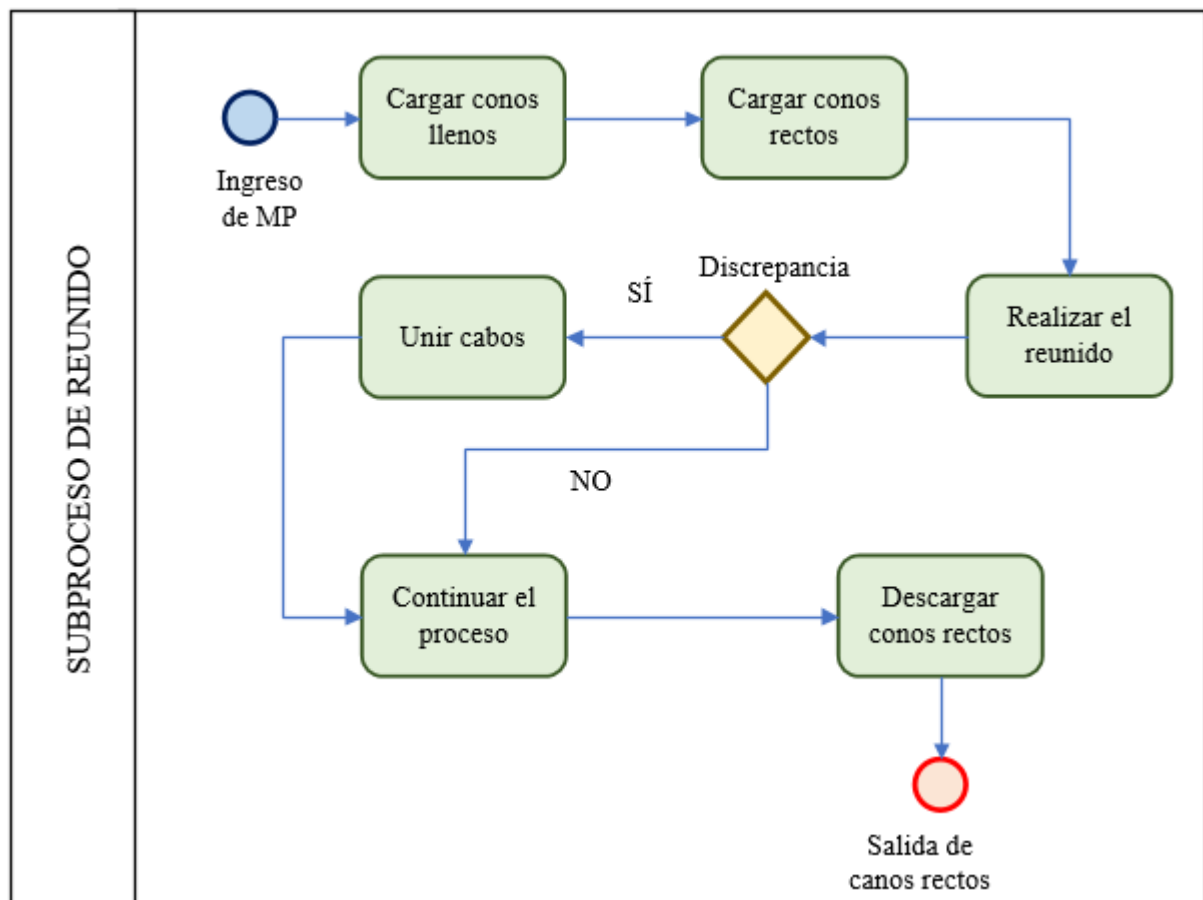 SUBPROCESO DE REUNIDO
Cargar conos
llenos
Cargar conos
rectos
Ingreso
de MP
Discrepancia
SÍ
Unir cabos
Realizar el
reunido
NO
Continuar el
proceso
Descargar
conos rectos
Salida de
canos rectos